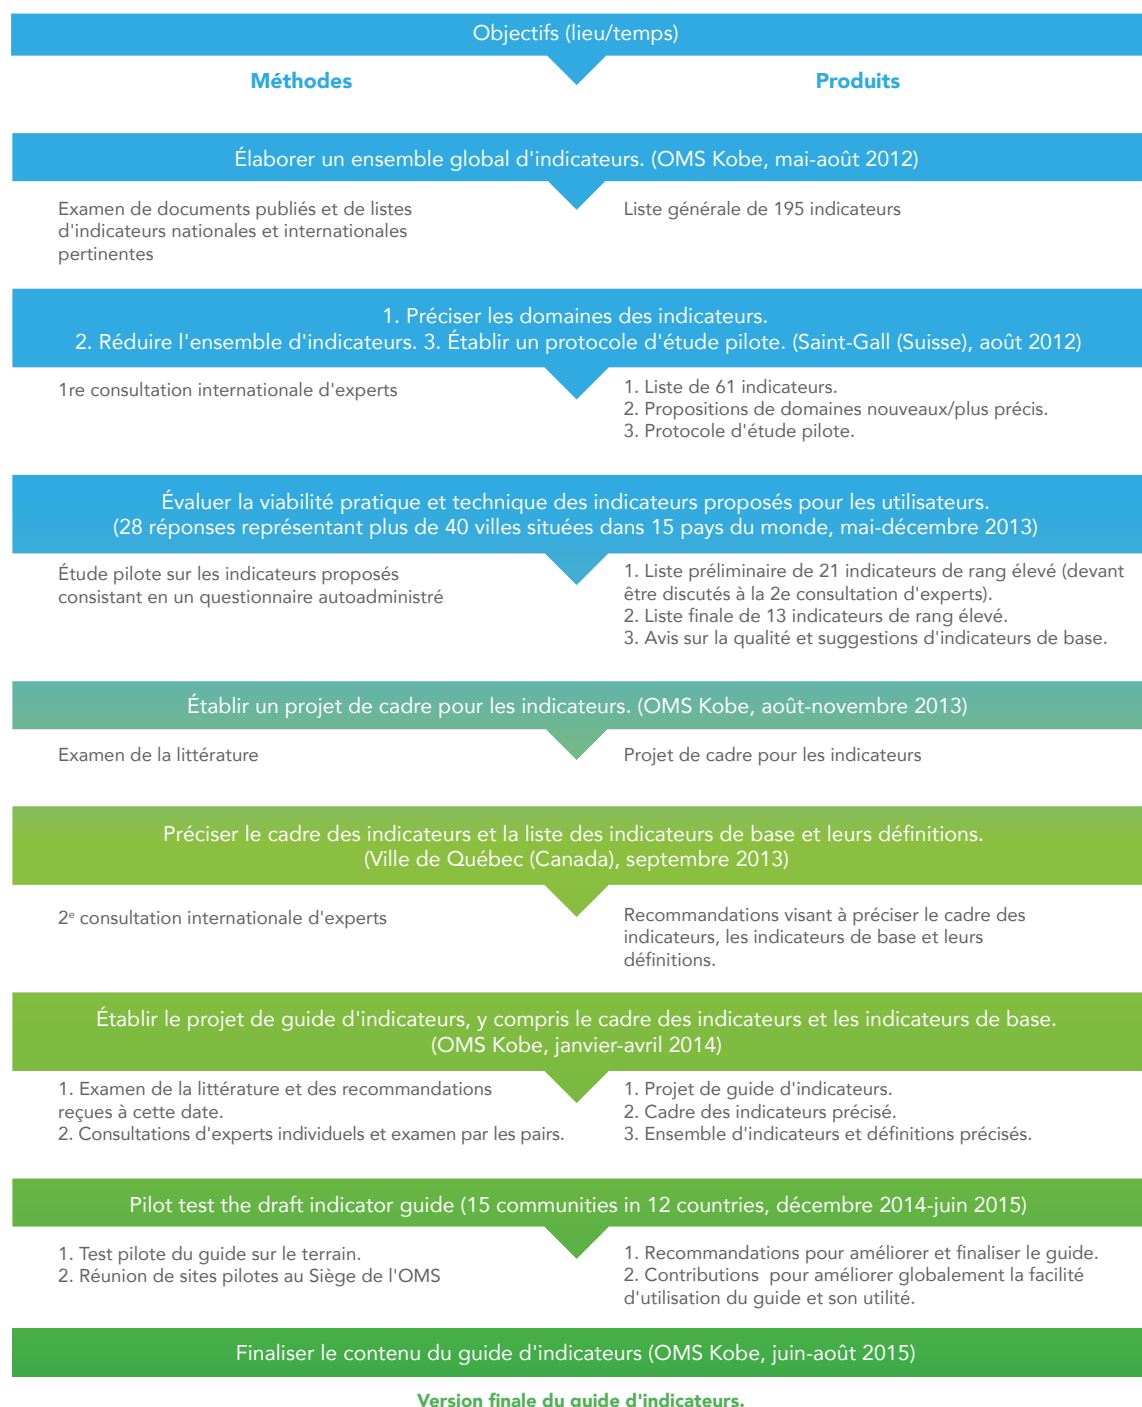 Objectifs (lieu/temps)
Méthodes
Produits
Élaborer un ensemble global d'indicateurs. (OMS Kobe, mai-août 2012)
Examen de documents publiés et de listes
d'indicateurs nationales et internationales
pertinentes
Liste générale de 195 indicateurs
1. Préciser les domaines des indicateurs.
2. Réduire l'ensemble d'indicateurs. 3. Établir un protocole d'étude pilote. (Saint-Gall (Suisse), août 2012)
1re consultation internationale d'experts
1. Liste de 61 indicateurs.
2. Propositions de domaines nouveaux/plus précis.
3. Protocole d'étude pilote.
Évaluer la viabilité pratique et technique des indicateurs proposés pour les utilisateurs.
(28 réponses représentant plus de 40 villes situées dans 15 pays du monde, mai-décembre 2013)
Étude pilote sur les indicateurs proposés
consistant en un questionnaire autoadministré
1. Liste préliminaire de 21 indicateurs de rang élevé (devant
être discutés à la 2e consultation d'experts).
2. Liste finale de 13 indicateurs de rang élevé.
3. Avis sur la qualité et suggestions d'indicateurs de base.
Établir un projet de cadre pour les indicateurs. (OMS Kobe, août-novembre 2013)
Examen de la littérature
Projet de cadre pour les indicateurs
Préciser le cadre des indicateurs et la liste des indicateurs de base et leurs définitions.
(Ville de Québec (Canada), septembre 2013)
2e consultation internationale d'experts
Recommandations visant à préciser le cadre des
indicateurs, les indicateurs de base et leurs
définitions.
Établir le projet de guide d'indicateurs, y compris le cadre des indicateurs et les indicateurs de base.
(OMS Kobe, janvier-avril 2014)
1. Examen de la littérature et des recommandations
reçues à cette date.
2. Consultations d'experts individuels et examen par les pairs.
1. Projet de guide d'indicateurs.
2. Cadre des indicateurs précisé.
3. Ensemble d'indicateurs et définitions précisés.
Pilot test the draft indicator guide (15 communities in 12 countries, décembre 2014-juin 2015)
1. Test pilote du guide sur le terrain.
2. Réunion de sites pilotes au Siège de l'OMS
1. Recommandations pour améliorer et finaliser le guide.
2. Contributions pour améliorer globalement la facilité
d'utilisation du guide et son utilité.
Finaliser le contenu du guide d'indicateurs (OMS Kobe, juin-août 2015)
Version finale du guide d'indicateurs.